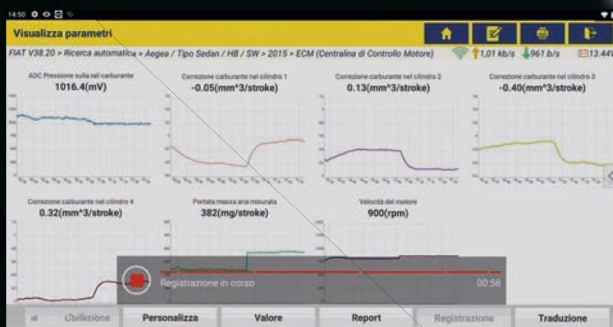 14:50
Visualizza parametri
FIAT V38.20 > Ricerca automatica > Aegea / Tipo Sedan / HB / SW > 2015 > ECM (Centralina di Controllo Motore) 1,01 kb/s 961 b/s 13.44V
ADC Pressione sulla rail carburante
1016.4(mV)
Correzione carburante nel cilindro 1
-0.05(mm^3/stroke)
Correzione carburante nel cilindro 2
0.13(mm^3/stroke)
Correzione carburante nel cilindro 3
-0.40(mm^3/stroke)
Correzione carburante nel cilindro 4
0.32(mm^3/stroke)
Portata massa aria misurata
382(mg/stroke)
Velocità del motore
900(rpm)
Registrazione in corso 00:58
Collezione Personalizza Valore Report Registrazione Traduzione